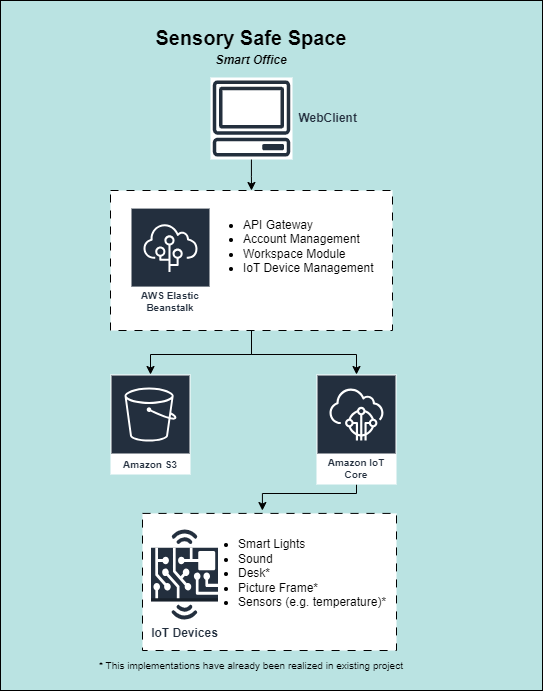 Sensory Safe Space
Smart Office
WebClient
AWS Elastic
Beanstalk
• API Gateway
• Account Management
• Workspace Module
• IoT Device Management
Amazon S3
Amazon IoT
Core
IoT Devices
• Smart Lights
• Sound
• Desk*
• Picture Frame*
• Sensors (e.g. temperature)*
* This implementations have already been realized in existing project